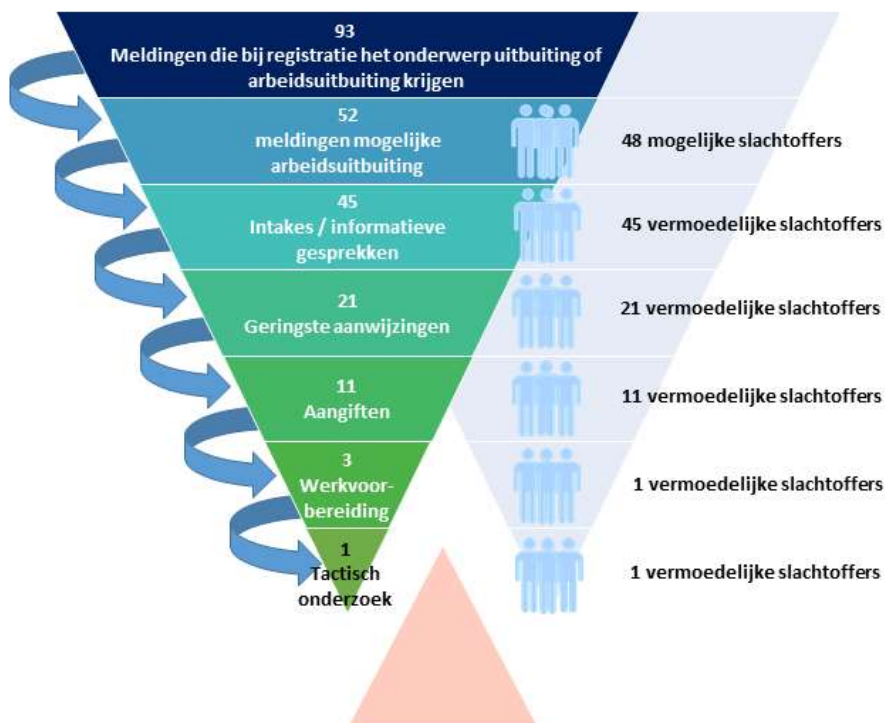 93
Meldingen die bij registratie het onderwerp uitbuiting of
arbeidsuitbuiting krijgen
52
meldingen mogelijke
arbeidsuitbuiting
48 mogelijke slachtoffers
45
Intakes / informatieve
gesprekken
45 vermoedelijke slachtoffers
21
Geringste aanwijzingen
21 vermoedelijke slachtoffers
11
Aangiften
11 vermoedelijke slachtoffers
3
Werkvoor-
bereiding
1 vermoedelijke slachtoffers
1
Tactisch
onderzoek
1 vermoedelijke slachtoffers